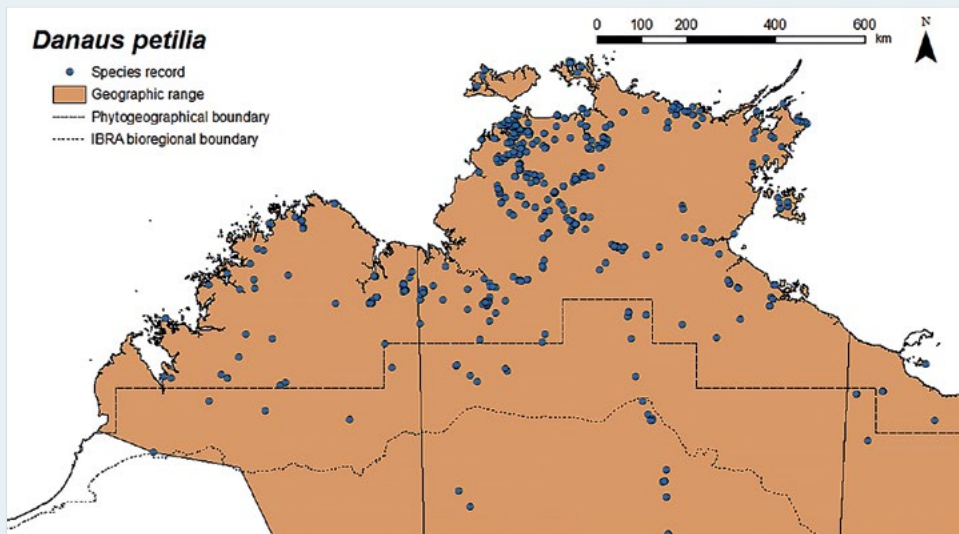 Danaus petilia
Species record
Geographic range
Phytogeographical boundary
IBRA bioregional boundary
0 100 200 400 600
km
N